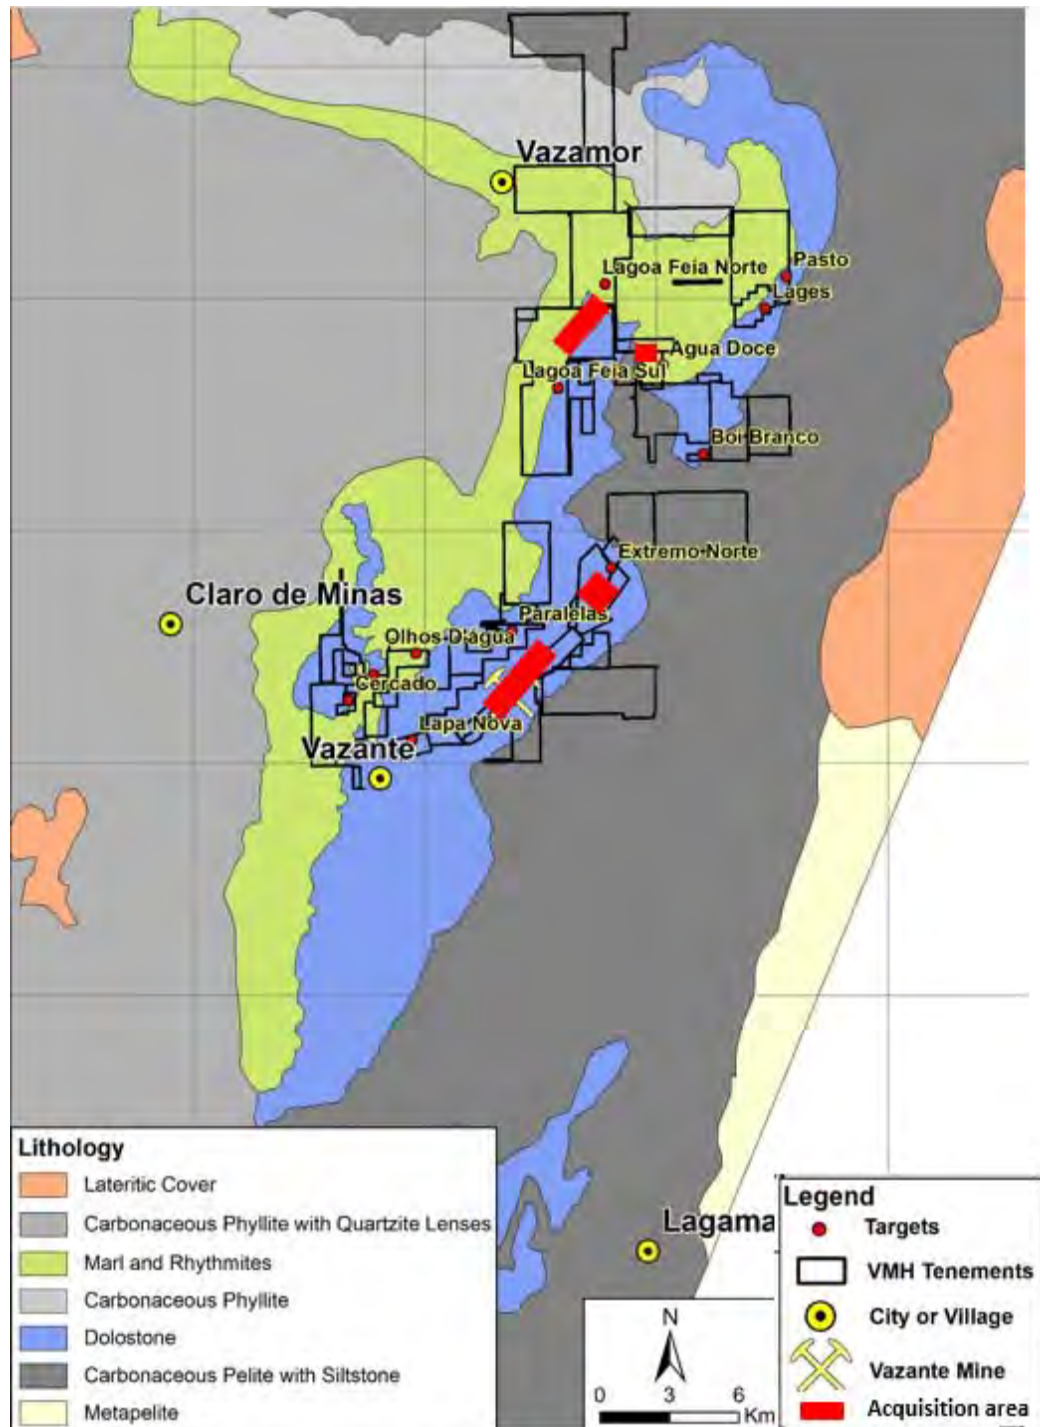 Vazamor
Pasto
Lagoa Feia Norte
Lages
Agua Doce
Lagoa Feia Sul
Boi Branco
Extremo Norte
Claro de Minas
Paralelas
Olhos D'água
Cercado
Lapa Nova
Vazante
Lithology
Lateritic Cover
Carbonaceous Phyllite with Quartzite Lenses
Marl and Rhythmites
Carbonaceous Phyllite
Dolostone
Carbonaceous Pelite with Siltstone
Metapelite
Lagama
N
0 3 6
Km
Legend
Targets
VMH Tenements
City or Village
Vazante Mine
Acquisition area